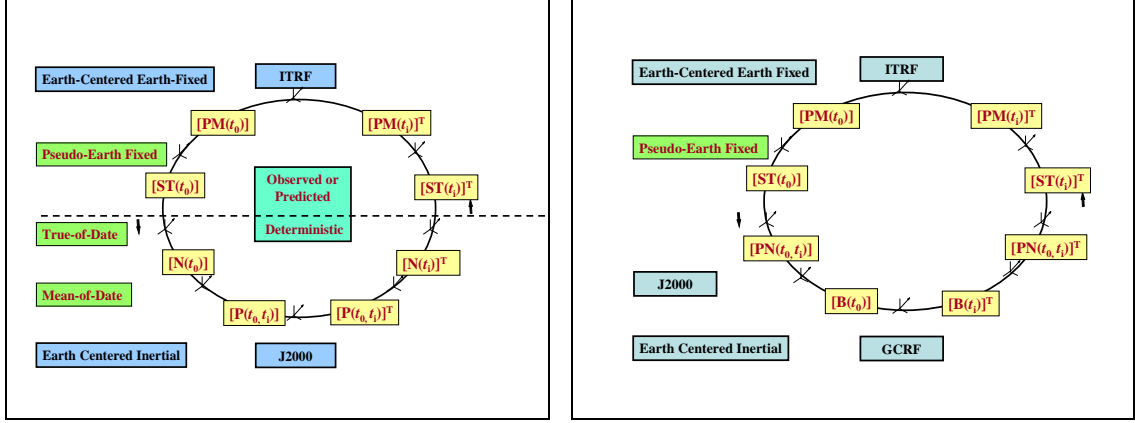 Earth-Centered Earth-Fixed
ITRF
[PM(t0)]
[PM(ti)]T
Pseudo-Earth Fixed
[ST(t0)]
Observed or
Predicted
[ST(ti)]T
True-of-Date
Deterministic
[N(t0)]
[N(ti)]T
Mean-of-Date
[P(t0,ti)]
[P(t0,ti)]T
Earth Centered Inertial
J2000
Earth-Centered Earth Fixed
ITRF
[PM(t0)]
[PM(ti)]T
Pseudo-Earth Fixed
[ST(t0)]
[ST(ti)]T
[PN(t0,ti)]
[PN(t0,ti)]T
J2000
[B(t0)]
[B(ti)]T
Earth Centered Inertial
GCRF